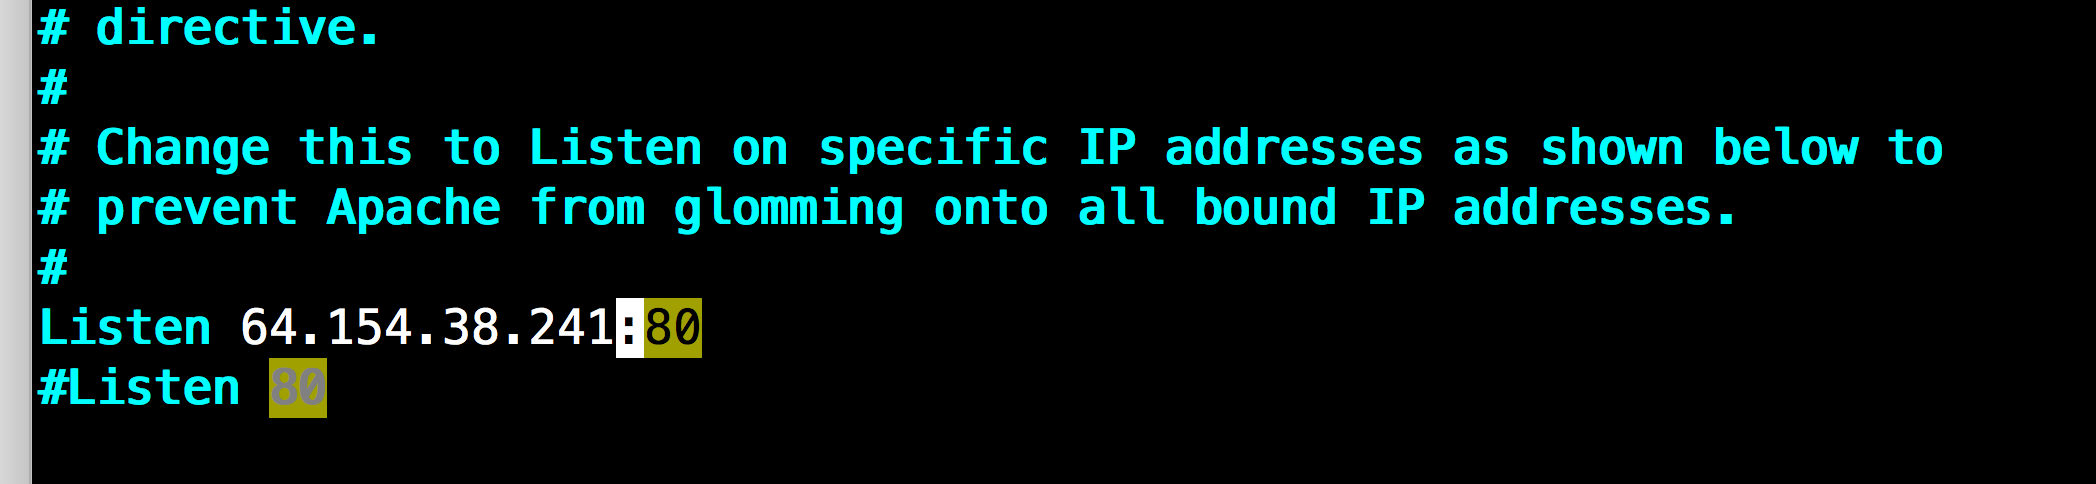 # directive.
#
# Change this to Listen on specific IP addresses as shown below to
# prevent Apache from glomming onto all bound IP addresses.
#
Listen 64.154.38.241:80
#Listen 80